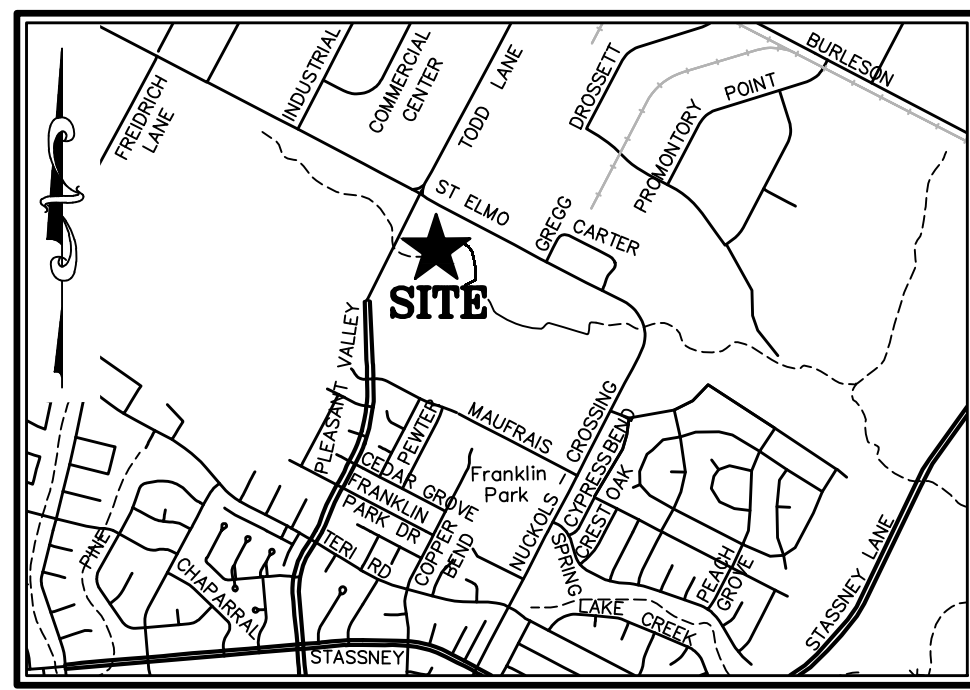 BURLESON
FREIDRICH
LANE
INDUSTRIAL
COMMERCIAL
CENTER
TODD LANE
DROSSETT
PROMONTORY POINT
ST ELMO
GREGG
CARTER
SITE
PLEASANT VALLEY
PEWTER
MAUFRAIS
NUCKOLS - CROSSING
CYPRESS BEND
CREST OAK
Franklin
Park
CEDAR GROVE
FRANKLIN
PARK DR
COPPER
BEND
TERI RD
PINE
CHAPARRAL
SPRING
LAKE CREEK
PEACH
GROVE
STASSNEY LANE
STASSNEY